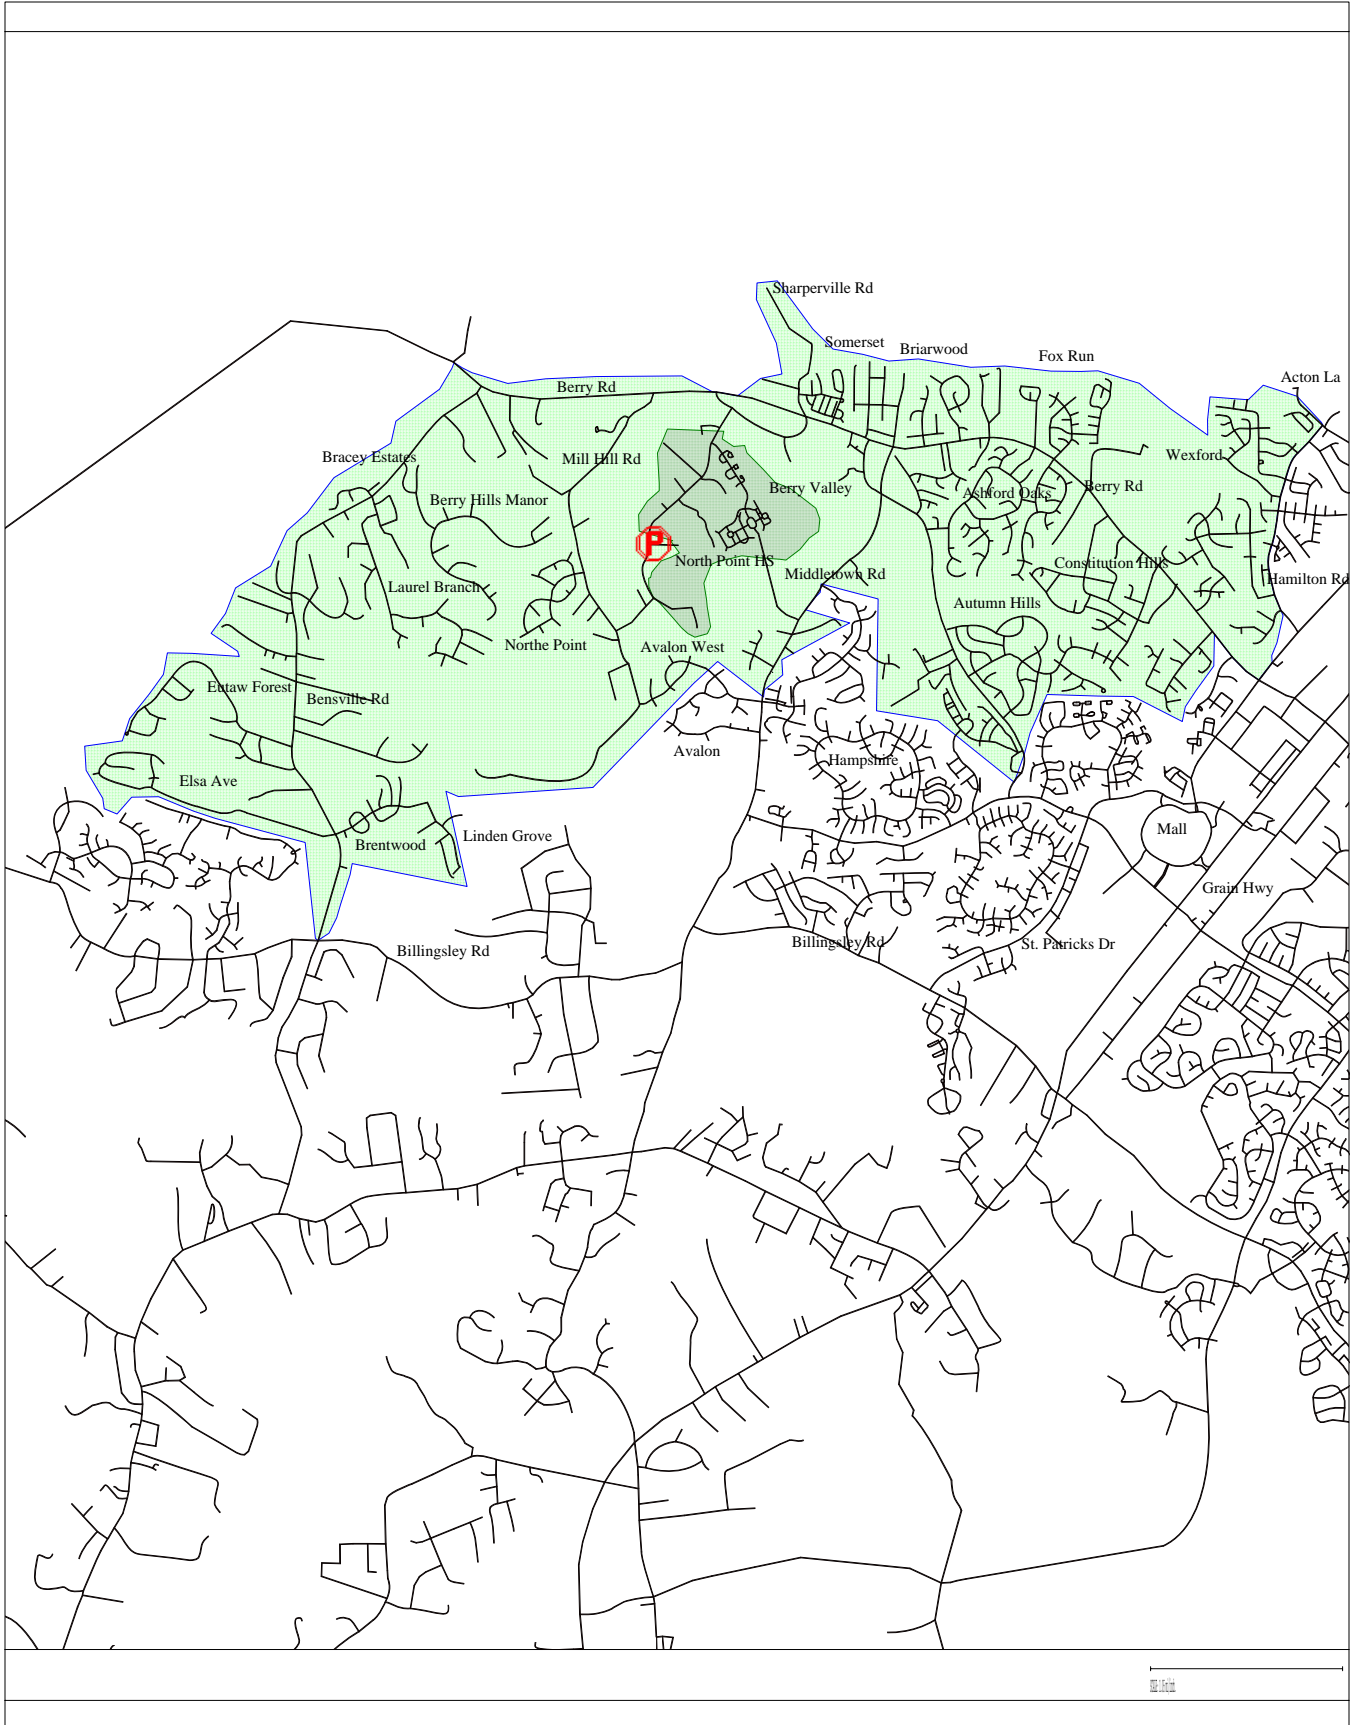 Sharperville Rd
Somerset
Briarwood
Fox Run
Acton La
Berry Rd
Bracey Estates
Mill Hill Rd
Wexford
Berry Hills Manor
Berry Valley
Ashford Oaks
Berry Rd
P
North Point HS
Constitution Hills
Middletown Rd
Hamilton Rd
Laurel Branch
Autumn Hills
Northe Point
Avalon West
Eutaw Forest
Bensville Rd
Avalon
Hampshire
Elsa Ave
Linden Grove
Brentwood
Mall
Grain Hwy
Billingsley Rd
Billingsley Rd
St. Patricks Dr